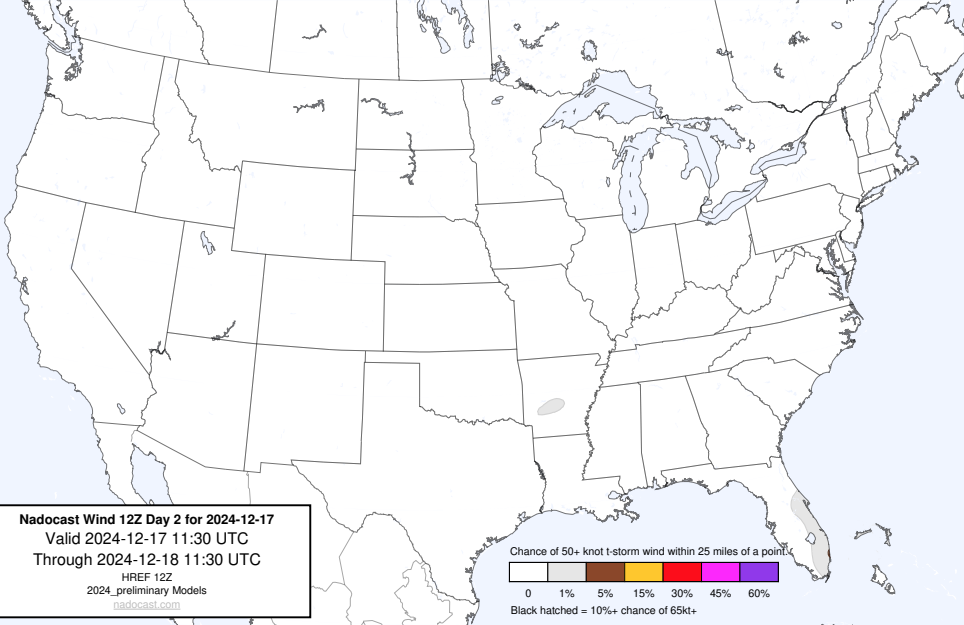 Nadocast Wind 12Z Day 2 for 2024-12-17
Valid 2024-12-17 11:30 UTC
Through 2024-12-18 11:30 UTC
HREF 12Z
2024_preliminary Models
nadocast.com
Chance of 50+ knot t-storm wind within 25 miles of a point.
0 1% 5% 15% 30% 45% 60%
Black hatched = 10%+ chance of 65kt+